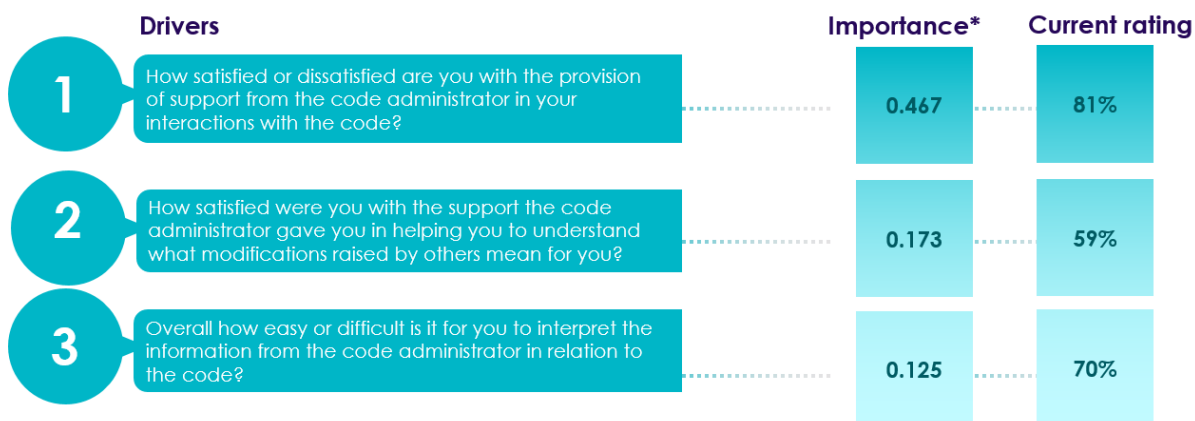 Drivers
Importance*
Current rating
1
How satisfied or dissatisfied are you with the provision
of support from the code administrator in your
interactions with the code?
0.467
81%
2
How satisfied were you with the support the code
administrator gave you in helping you to understand
what modifications raised by others mean for you?
0.173
59%
3
Overall how easy or difficult is it for you to interpret the
information from the code administrator in relation to
the code?
0.125
70%